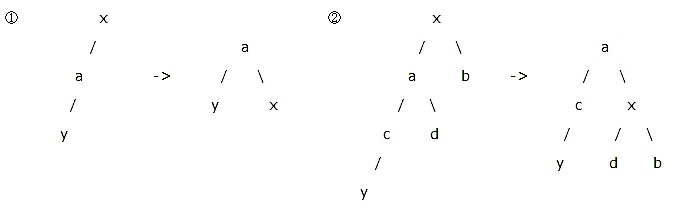 ①                x                                  ②                x
                /                                                   /   \
              a         ->            a                           a       b      ->            a
             /                      /   \                        /   \                       /   \
           y                       y      x                     c     d                     c      x
                                                               /                           /      /   \
                                                              y                           y      d     b